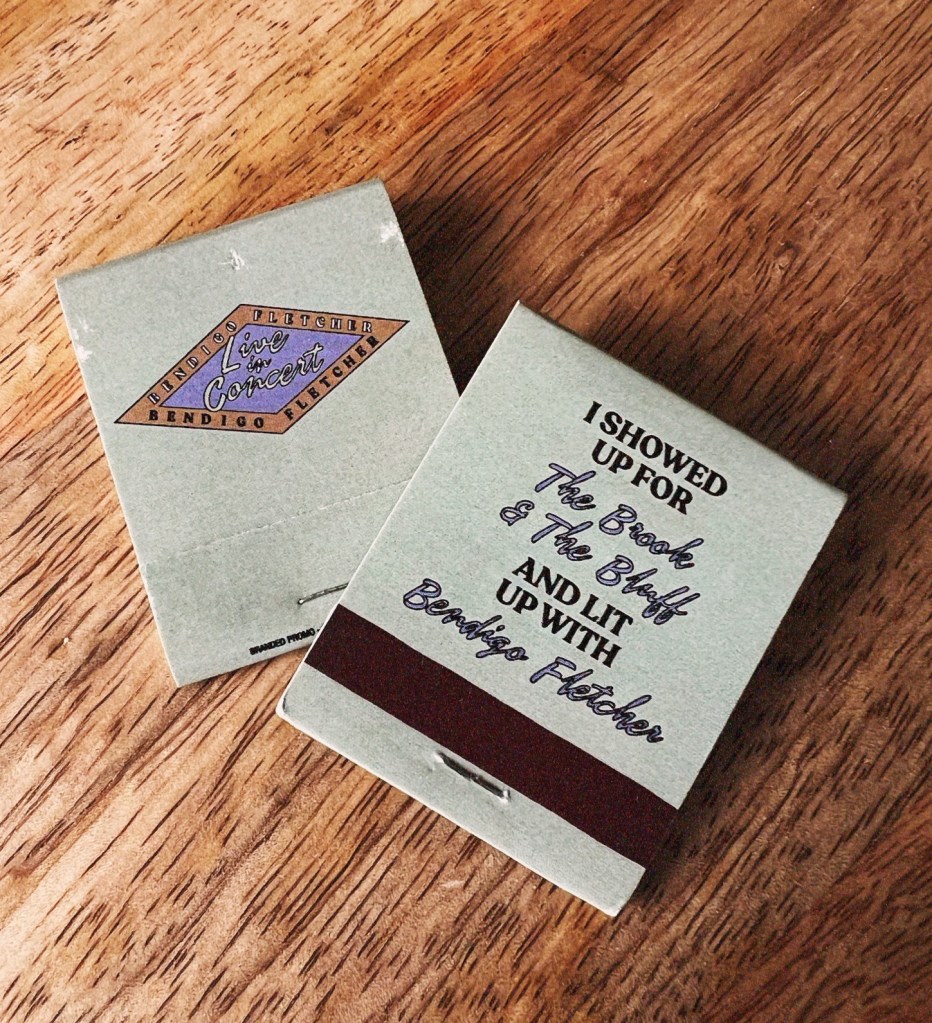 BENDIGO FLETCHER
Live
in
Concert
BENDIGO FLETCHER
BRANDED PROMO
I SHOWED
UP FOR
The Brook
& The Bluff
AND LIT
UP WITH
Bendigo Fletcher